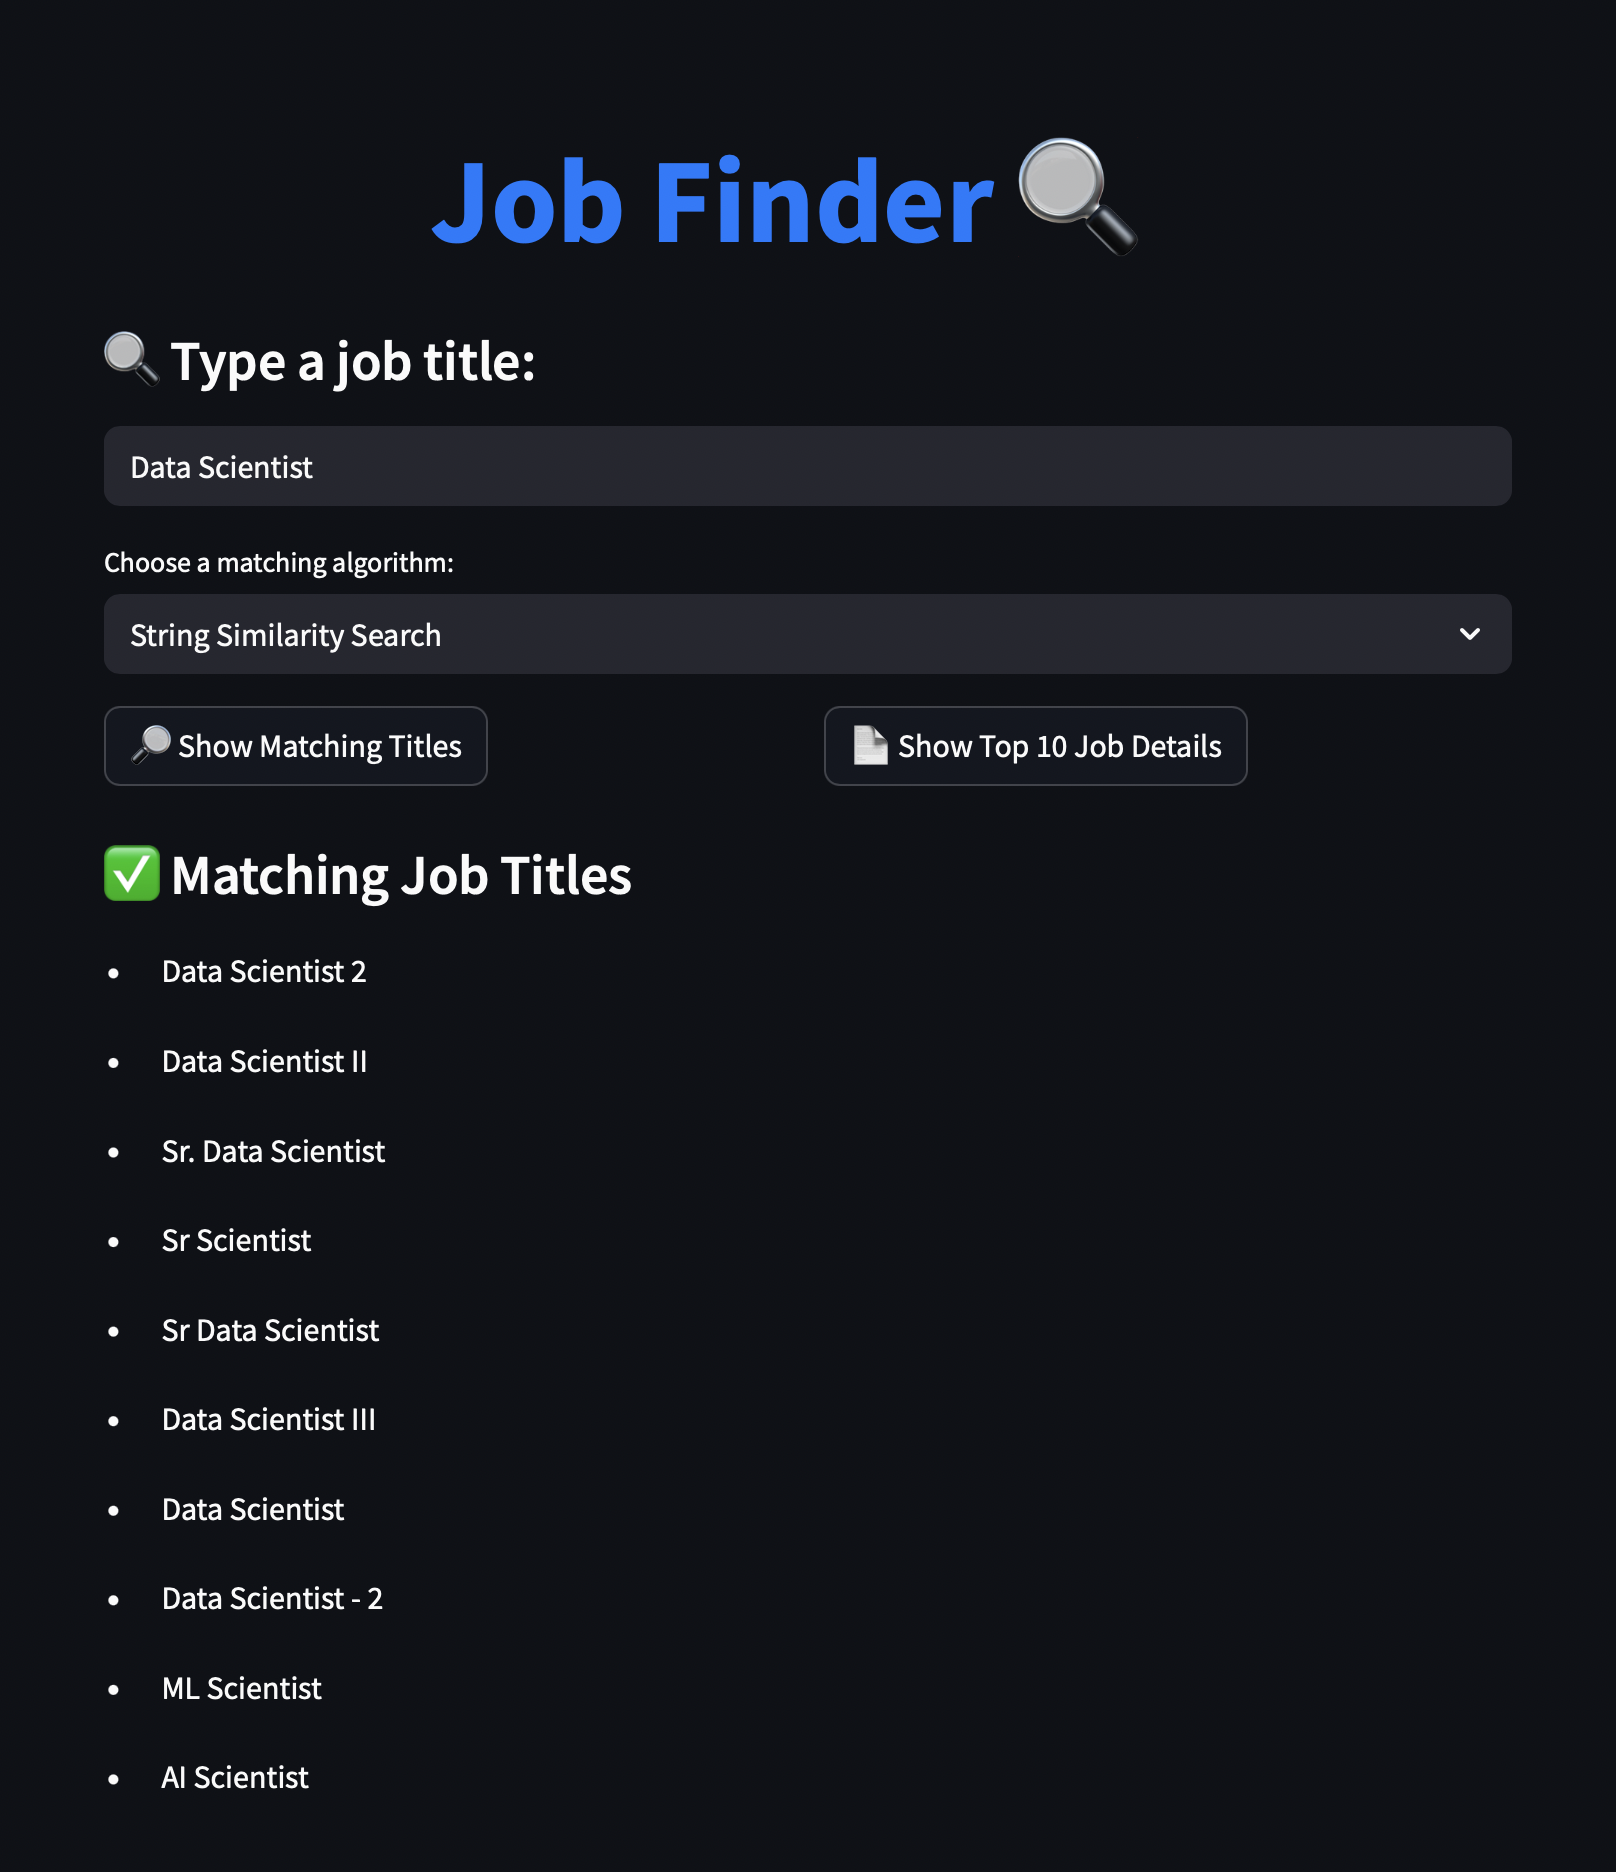 Job Finder
Type a job title:
Data Scientist
Choose a matching algorithm:
String Similarity Search
Show Matching Titles
Show Top 10 Job Details
Matching Job Titles
Data Scientist 2
Data Scientist II
Sr. Data Scientist
Sr Scientist
Sr Data Scientist
Data Scientist III
Data Scientist
Data Scientist - 2
ML Scientist
AI Scientist